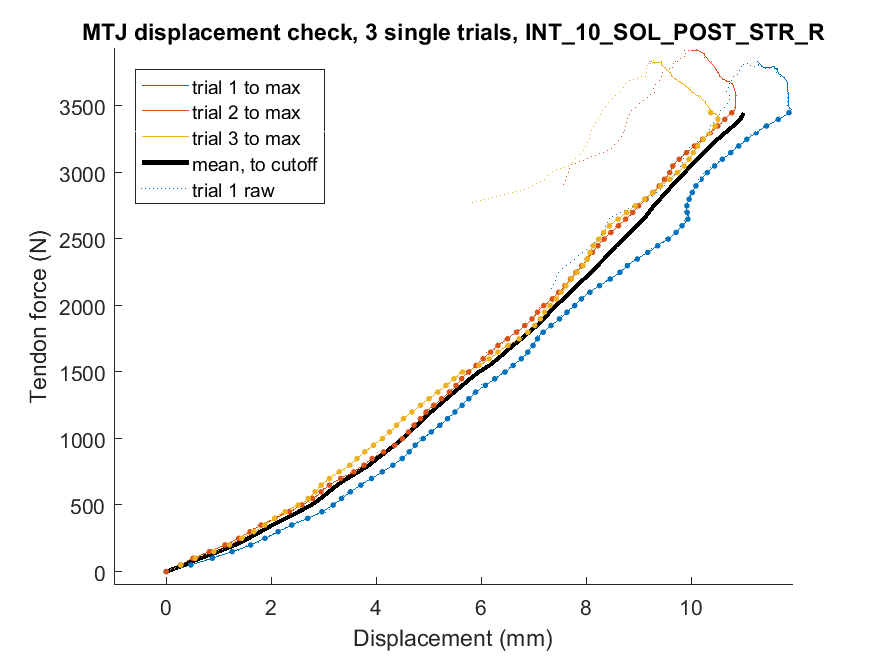 MTJ displacement check, 3 single trials, INT_10_SOL_POST_STR_R
trial 1 to max
trial 2 to max
trial 3 to max
mean, to cutoff
trial 1 raw
3500
3000
2500
2000
1500
1000
500
0
Tendon force (N)
0 2 4 6 8 10
Displacement (mm)